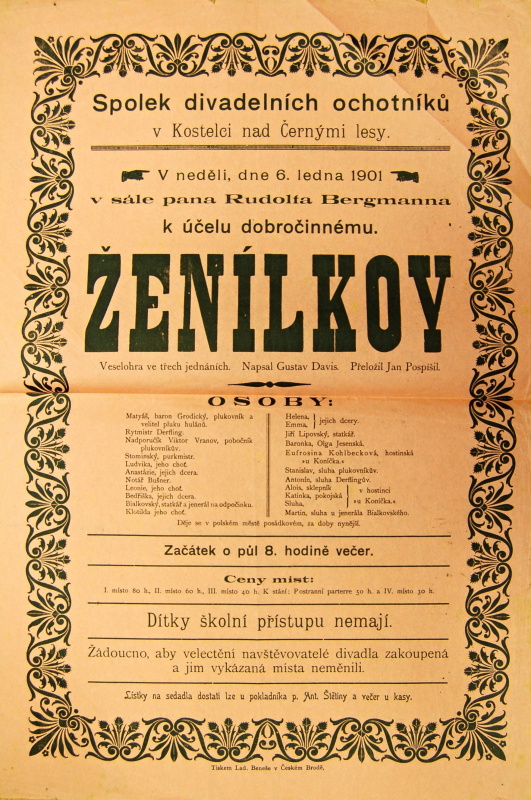 Spolek divadelních ochotníků
v Kostelci nad Černými lesy.
V neděli, dne 6. ledna 1901
v sále pana Rudolfa Bergmanna
k účelu dobročinnému.
ŽENÍLKOV
Veselohra ve třech jednáních. Napsal Gustav Davis. Přeložil Jan Pospíšil.
OSOBY:
Matyáš, baron Grodický, plukovník a
velitel pluku hulánů.
Rytmistr Derfling.
Nadporučík Viktor Vranov, pobočník
plukovníkův.
Stominský, purkmistr.
Ludvika, jeho choť.
Anastázie, jejich dcera.
Notář Bušner.
Leonie, jeho choť.
Bedřiška, jejich dcera.
Bialkovský, statkář a jenerál na odpočinku.
Klotilda jeho choť.
Helena,
Emma, jejich dcery.
Jiří Lipovský, statkář.
Baronka, Olga Jesenská.
Eufrosina Kohlbecková, hostinská
»u Koníčka.«
Stanislav, sluha plukovníkův.
Antonín, sluha Derflingův.
Alois, sklepník
Katinka, pokojská
Sluha,
v hostinci
»u Koníčka.«
Martin, sluha u jenerála Bialkovského.
Děje se v polském městě posádkovém, za doby nynější.
Začátek o půl 8. hodině večer.
Ceny míst:
I. místo 80 h., II. místo 60 h., III. místo 40 h. K stání: Postranní parterre 50 h. a IV. místo 30 h.
Dítky školní přístupu nemají.
Žádoucno, aby velectění navštěvovatelé divadla zakoupená
a jim vykázaná místa neměnili.
Lístky na sedadla dostati lze u pokladníka p. Ant. Štětiny a večer u kasy.
Tiskem Lad. Beneše v Českém Brodě,